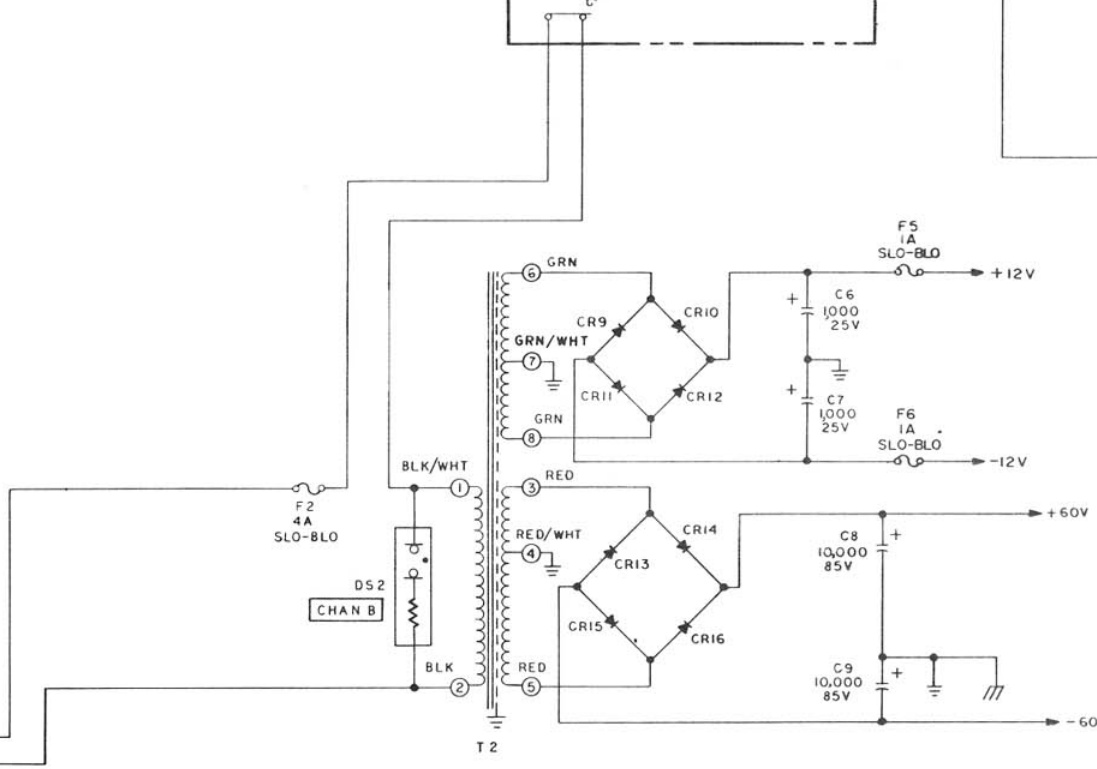 F5
1A
SLO-BLO
6
GRN
+12V
+
C6
1,000
25V
CR9
CR10
GRN/WHT
7
CR11
CR12
+
C7
1,000
25V
F6
1A
SLO-BLO
GRN
8
-12V
BLK/WHT
1
3
RED
F2
4A
SLO-BLO
+60V
RED/WHT
4
CR14
CR13
C8
10,000
85V
+
DS2
CHAN B
CR15
CR16
BLK
2
RED
5
C9
10,000
85V
+
-60
T2